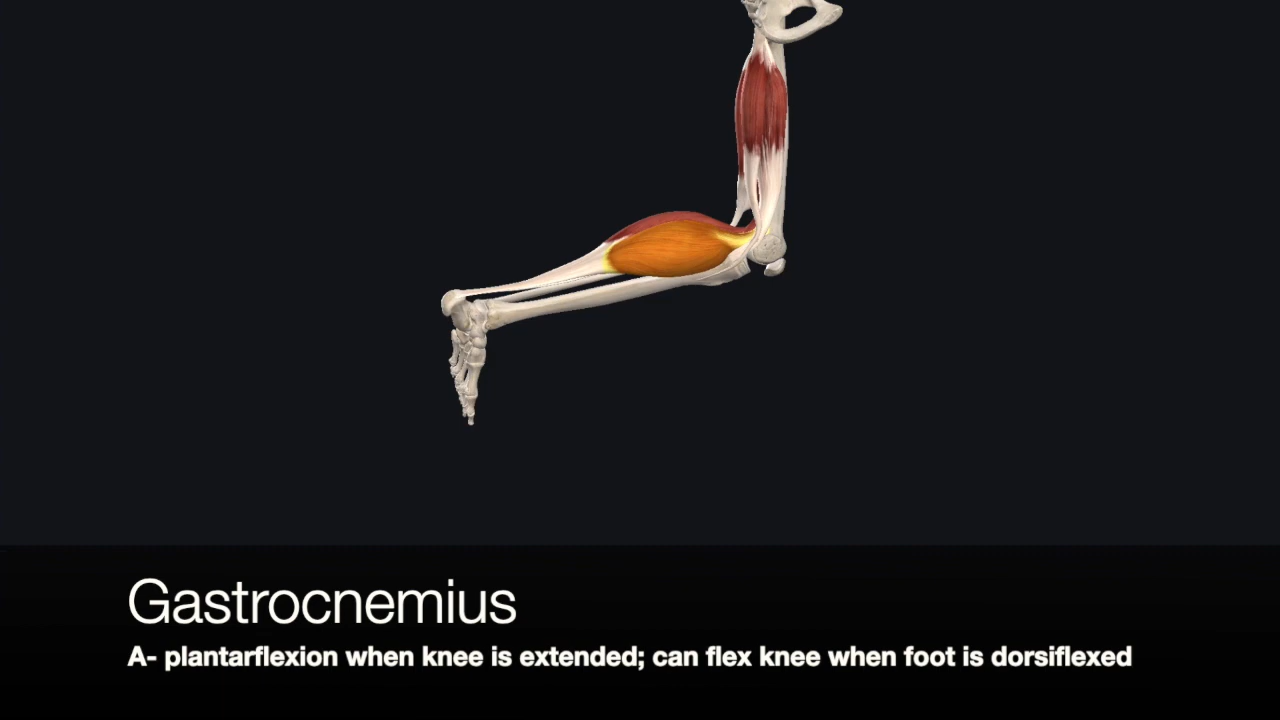 Gastrocnemius
A- plantarflexion when knee is extended; can flex knee when foot is dorsiflexed